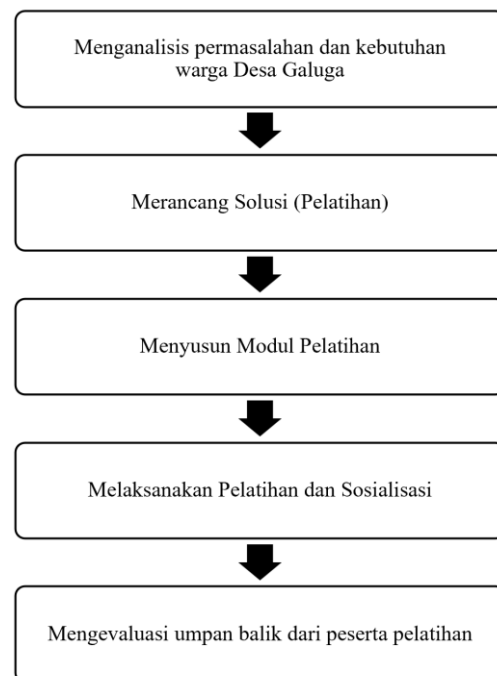 Menganalisis permasalahan dan kebutuhan
warga Desa Galuga
Merancang Solusi (Pelatihan)
Menyusun Modul Pelatihan
Melaksanakan Pelatihan dan Sosialisasi
Mengevaluasi umpan balik dari peserta pelatihan